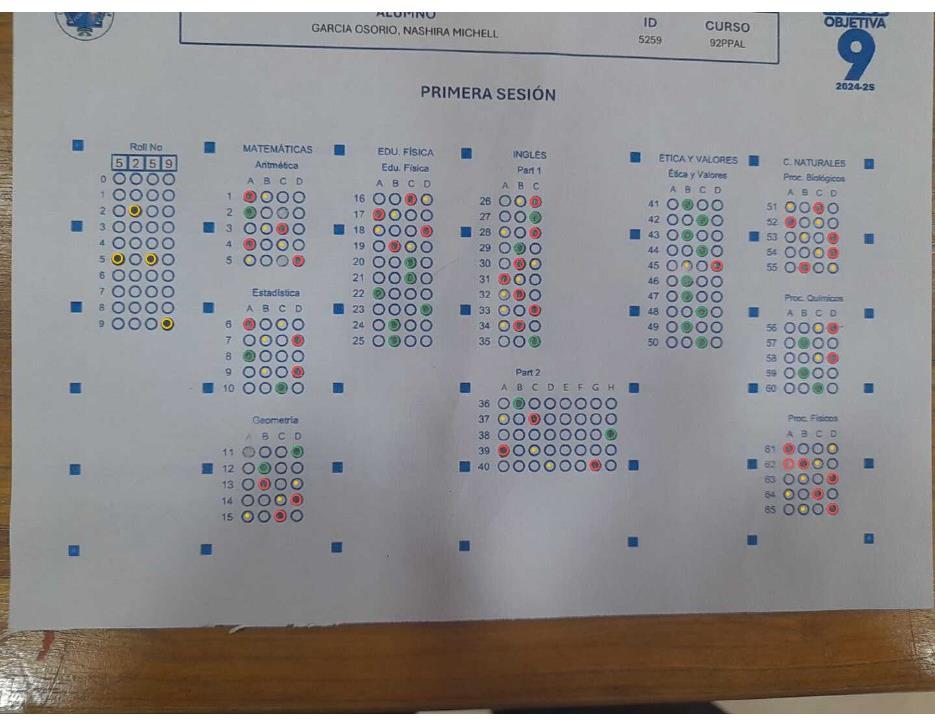 ALUMNO
GARCIA OSORIO, NASHIRA MICHELL
ID
5259
CURSO
92PPAL
OBJETIVA
9
2024-25
PRIMERA SESIÓN
Roll No
5 2 5 9
0
1
2
3
4
5
6
7
8
9
MATEMÁTICAS
Aritmética
A B C D
1
2
3
4
5
Estadística
A B C D
6
7
8
9
10
Geometría
A B C D
11
12
13
14
15
EDU. FÍSICA
Edu. Física
A B C D
16
17
18
19
20
21
22
23
24
25
INGLÉS
Part 1
A B C
26
27
28
29
30
31
32
33
34
35
Part 2
A B C D E F G H
36
37
38
39
40
ÉTICA Y VALORES
Ética y Valores
A B C D
41
42
43
44
45
46
47
48
49
50
C. NATURALES
Proc. Biológicos
A B C D
51
52
53
54
55
Proc. Químicos
A B C D
56
57
58
59
60
Proc. Físicos
A B C D
61
62
63
64
65